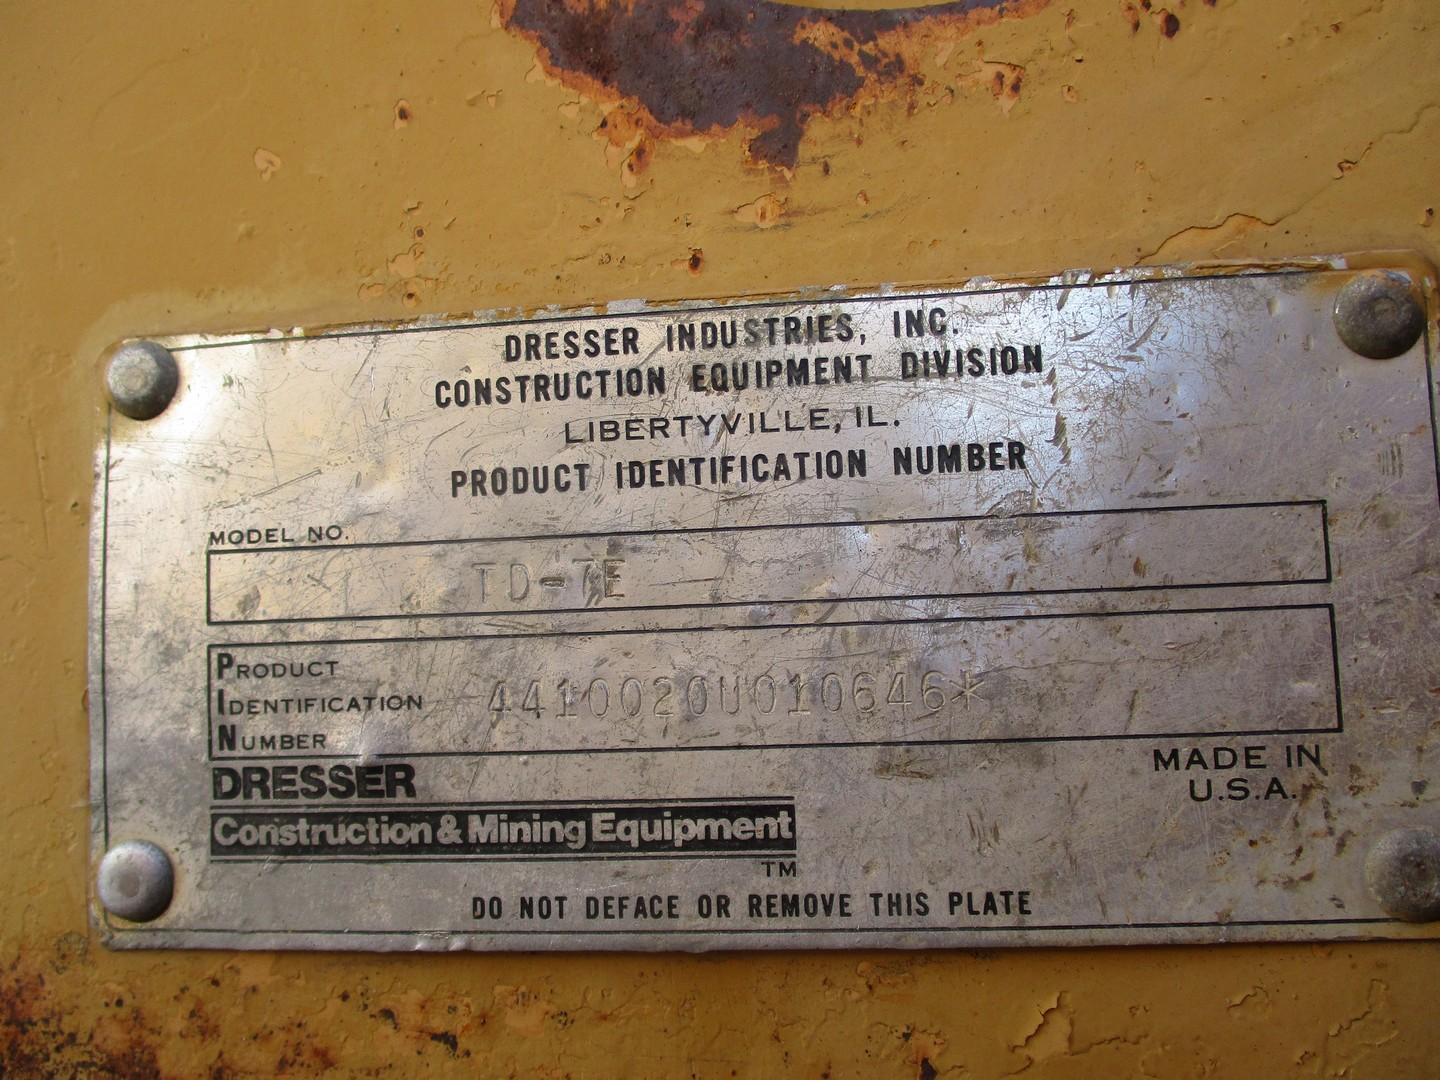 DRESSER INDUSTRIES, INC.
CONSTRUCTION EQUIPMENT DIVISION
LIBERTYVILLE, IL.
PRODUCT IDENTIFICATION NUMBER
MODEL NO.
TD-7E
PRODUCT
IDENTIFICATION 4410020U010646*
NUMBER
DRESSER
MADE IN
U.S.A.
Construction & Mining Equipment
TM
DO NOT DEFACE OR REMOVE THIS PLATE